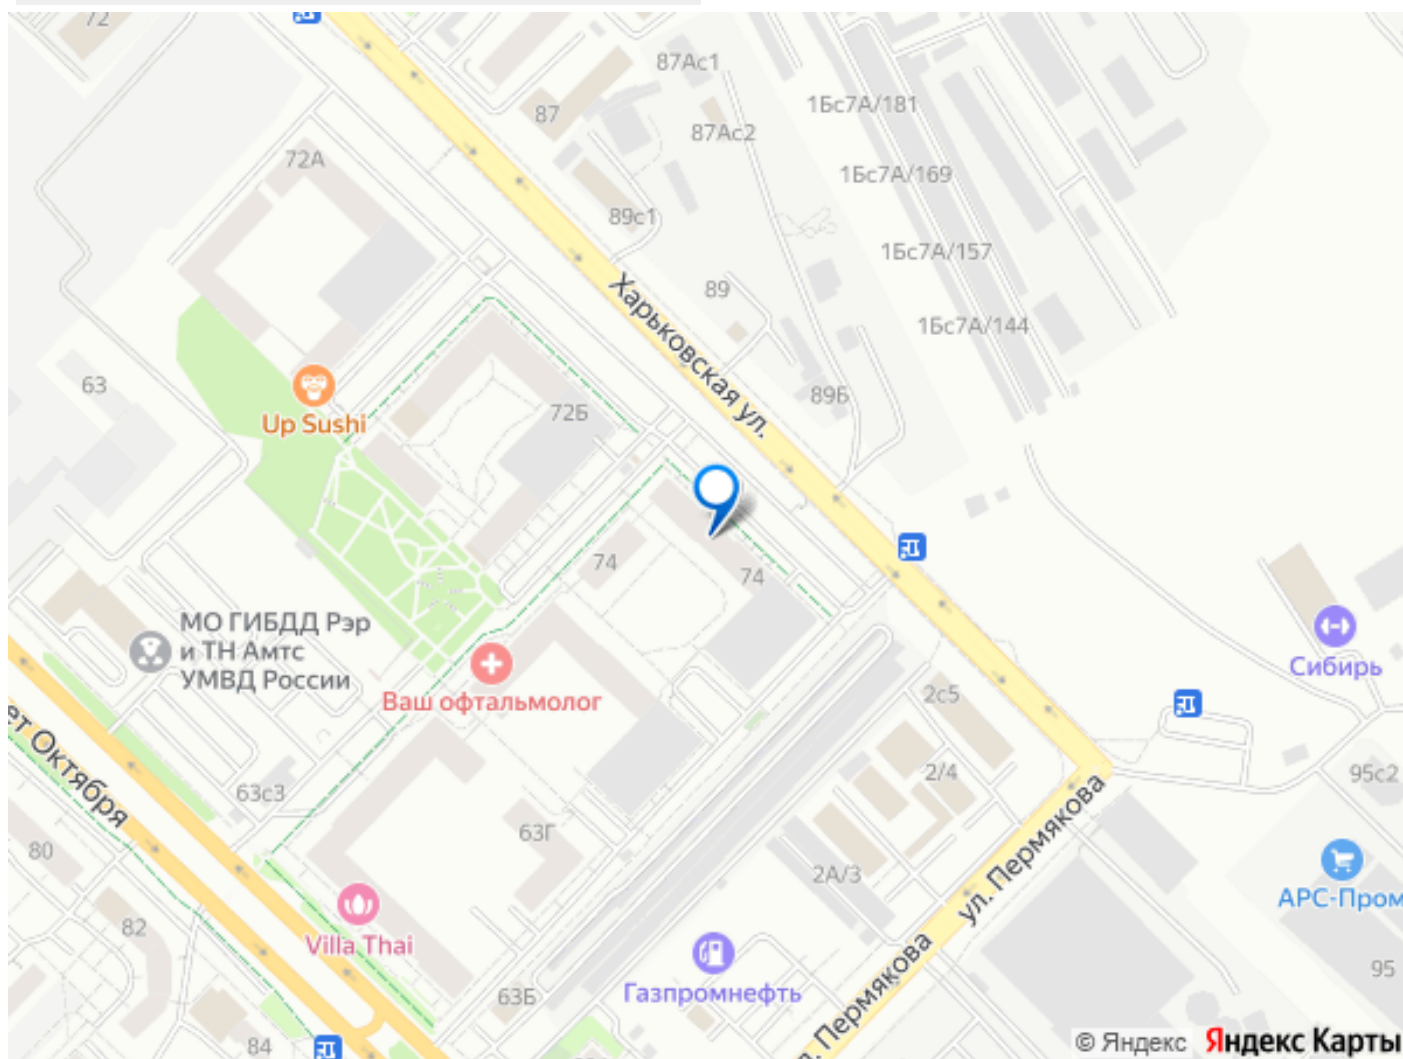 72
87Ас1
1Бс7А/181
87
87Ас2
72А
1Бс7А/169
89с1
1Бс7А/157
89
Харьковская ул.
1Бс7А/144
63
89Б
72Б
Up Sushi
74
74
МО ГИБДД Рэр
и ТН Амтс
УМВД России
Ваш офтальмолог
Сибирь
2с5
ет Октября
63с3
2/4
95с2
ул. Пермякова
80
63Г
2А/3
АРС-Пром
82
Villa Thai
95
Газпромнефть
63Б
л. Пермякова
84
© Яндекс
Яндекс Карты